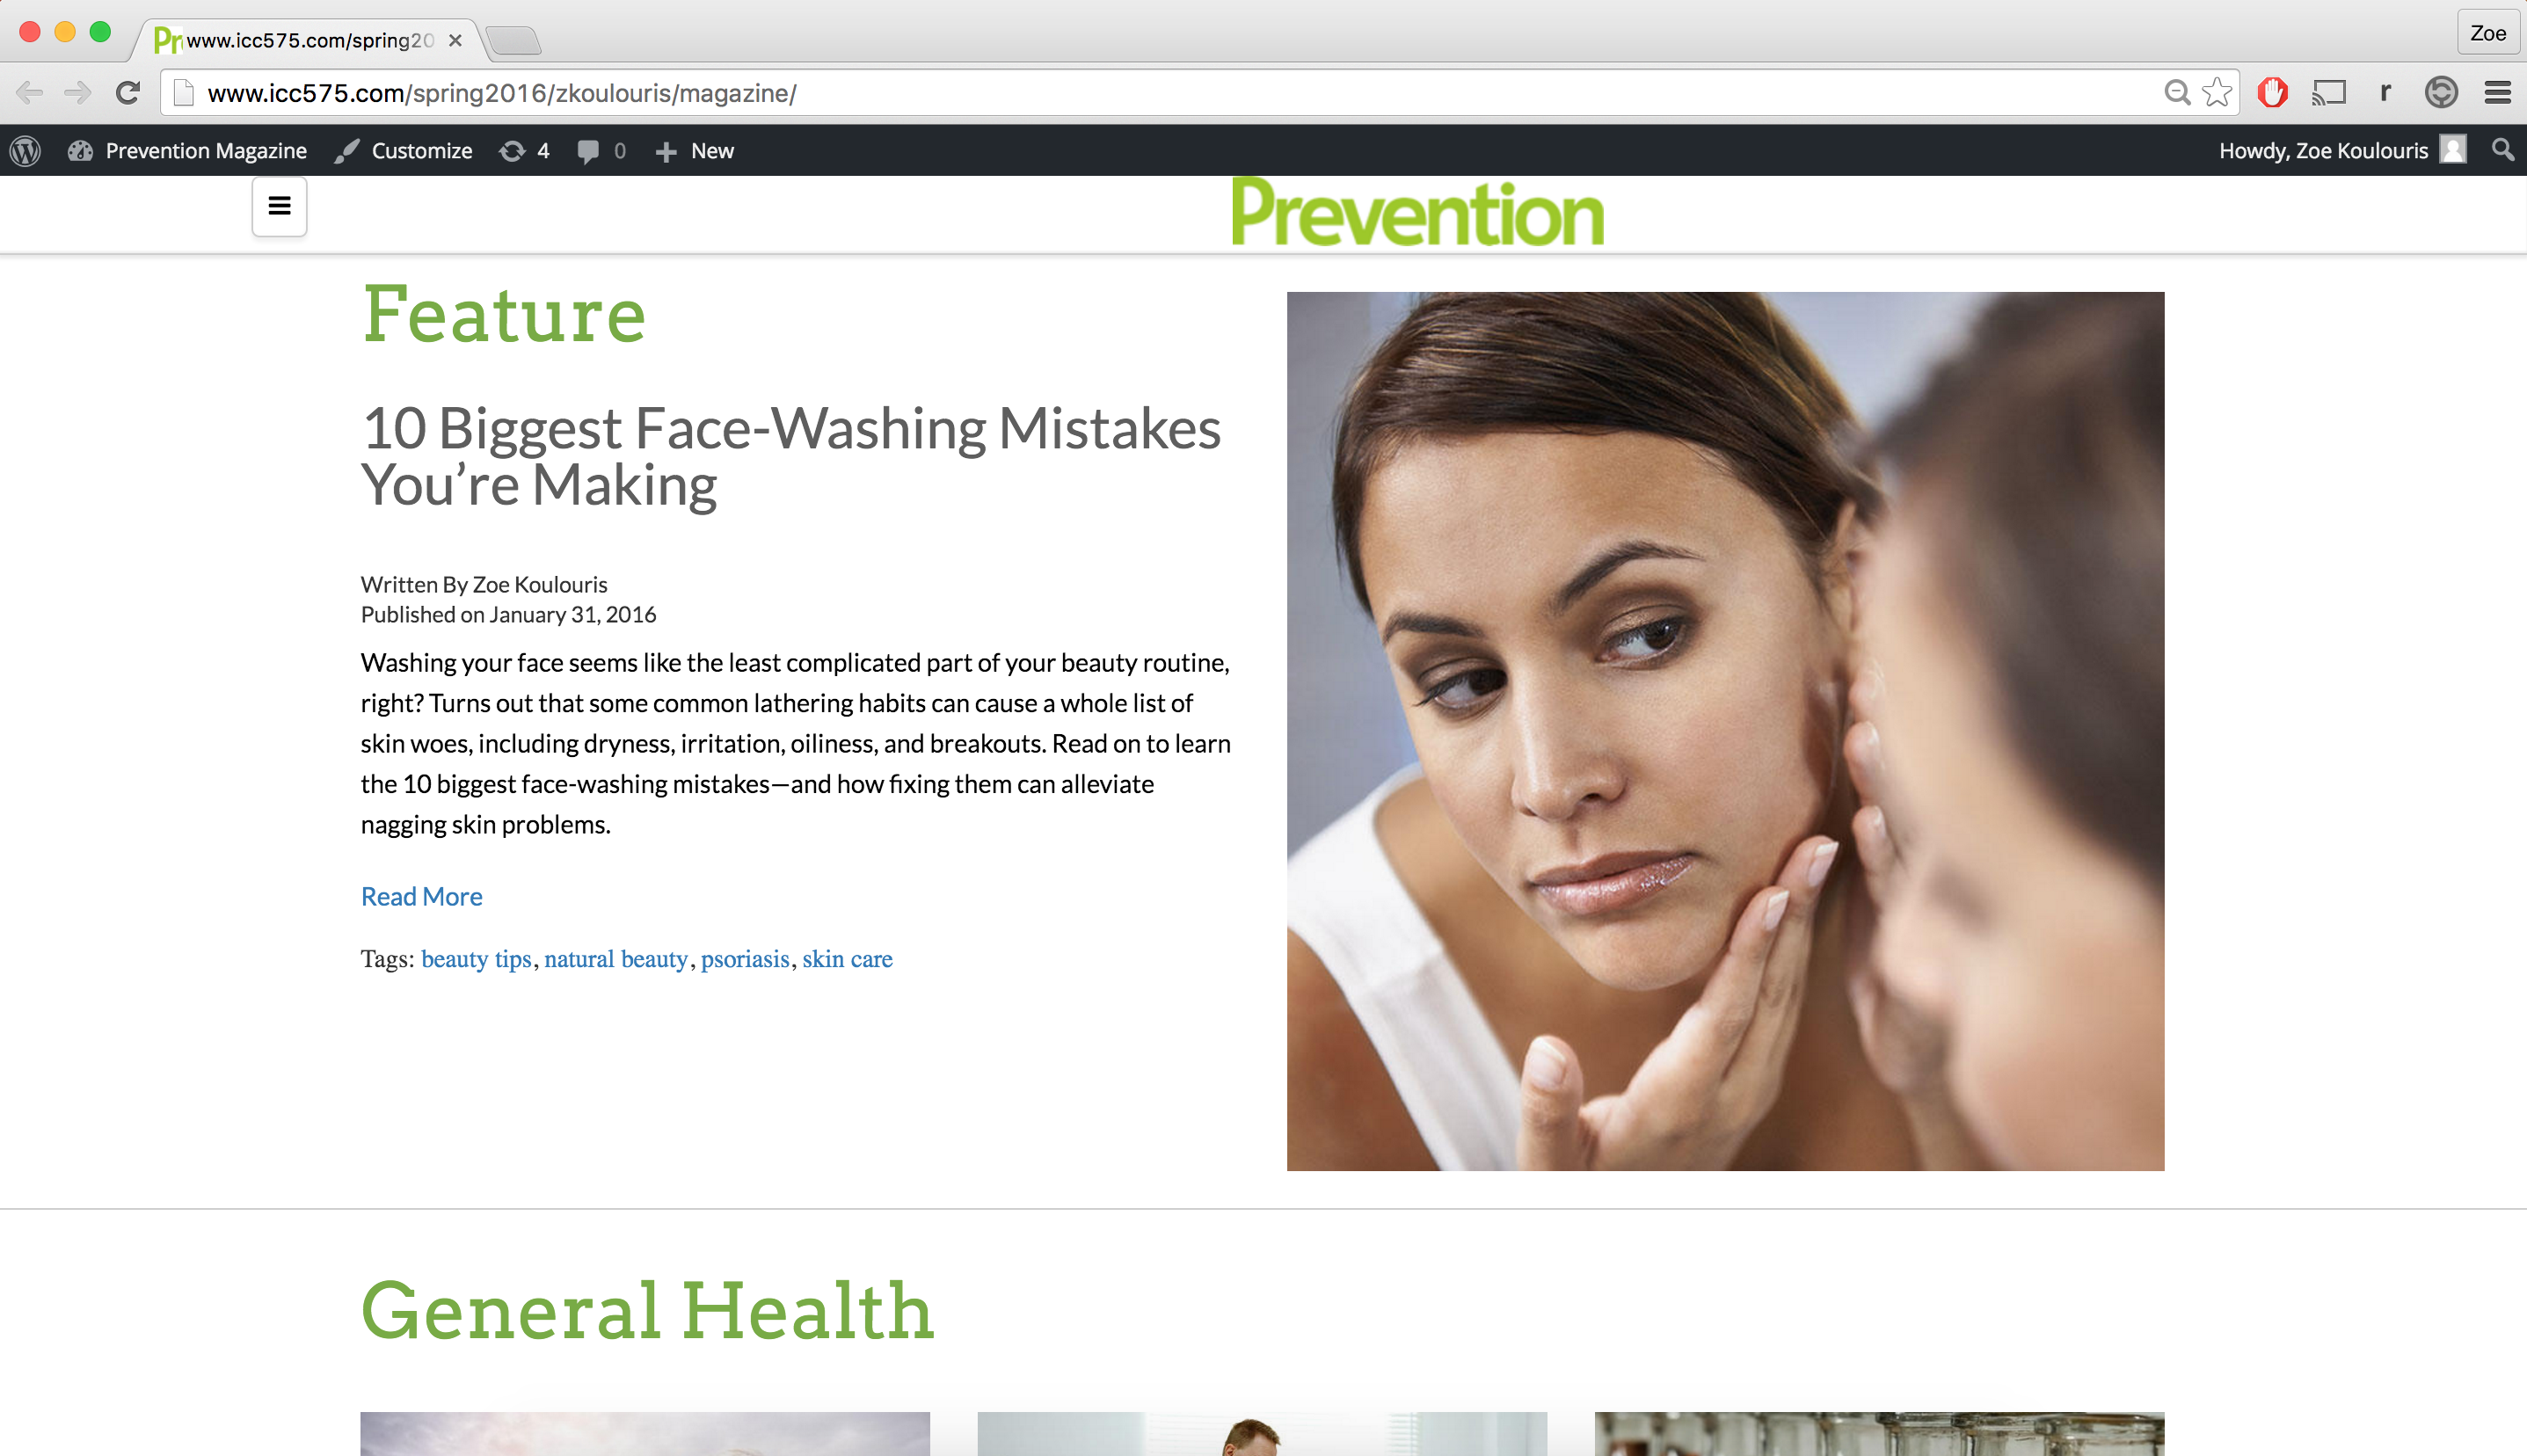 Pr www.icc575.com/spring20
Zoe
www.icc575.com/spring2016/zkoulouris/magazine/
r
Prevention Magazine Customize 4 0 New Howdy, Zoe Koulouris
Prevention
Feature
10 Biggest Face-Washing Mistakes
You’re Making
Written By Zoe Koulouris
Published on January 31, 2016
Washing your face seems like the least complicated part of your beauty routine,
right? Turns out that some common lathering habits can cause a whole list of
skin woes, including dryness, irritation, oiliness, and breakouts. Read on to learn
the 10 biggest face-washing mistakes—and how fixing them can alleviate
nagging skin problems.
Read More
Tags: beauty tips, natural beauty, psoriasis, skin care
General Health